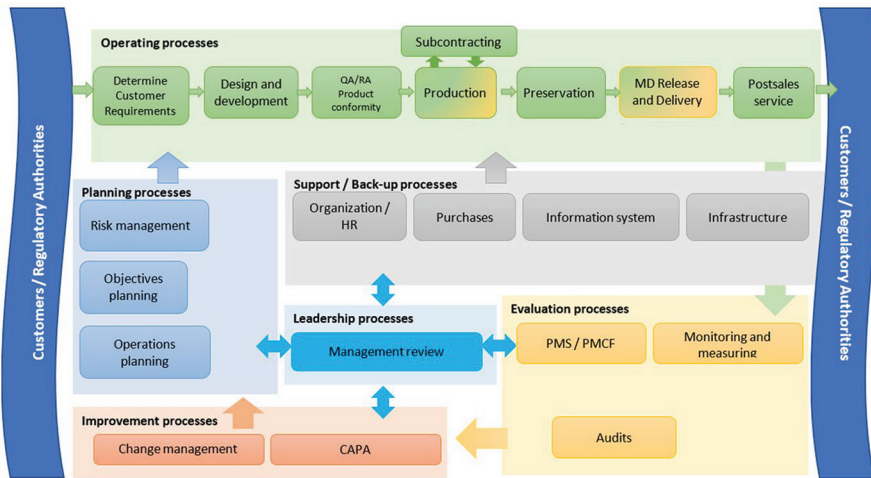 Customers / Regulatory Authorities
Operating processes
Subcontracting
Determine
Customer
Requirements
Design and
development
QA/RA
Product
conformity
Production
Preservation
MD Release
and Delivery
Postsales
service
Planning processes
Risk management
Objectives
planning
Operations
planning
Support / Back-up processes
Organization /
HR
Purchases
Information system
Infrastructure
Leadership processes
Management review
Evaluation processes
PMS / PMCF
Monitoring and
measuring
Audits
Improvement processes
Change management
CAPA
Customers / Regulatory Authorities